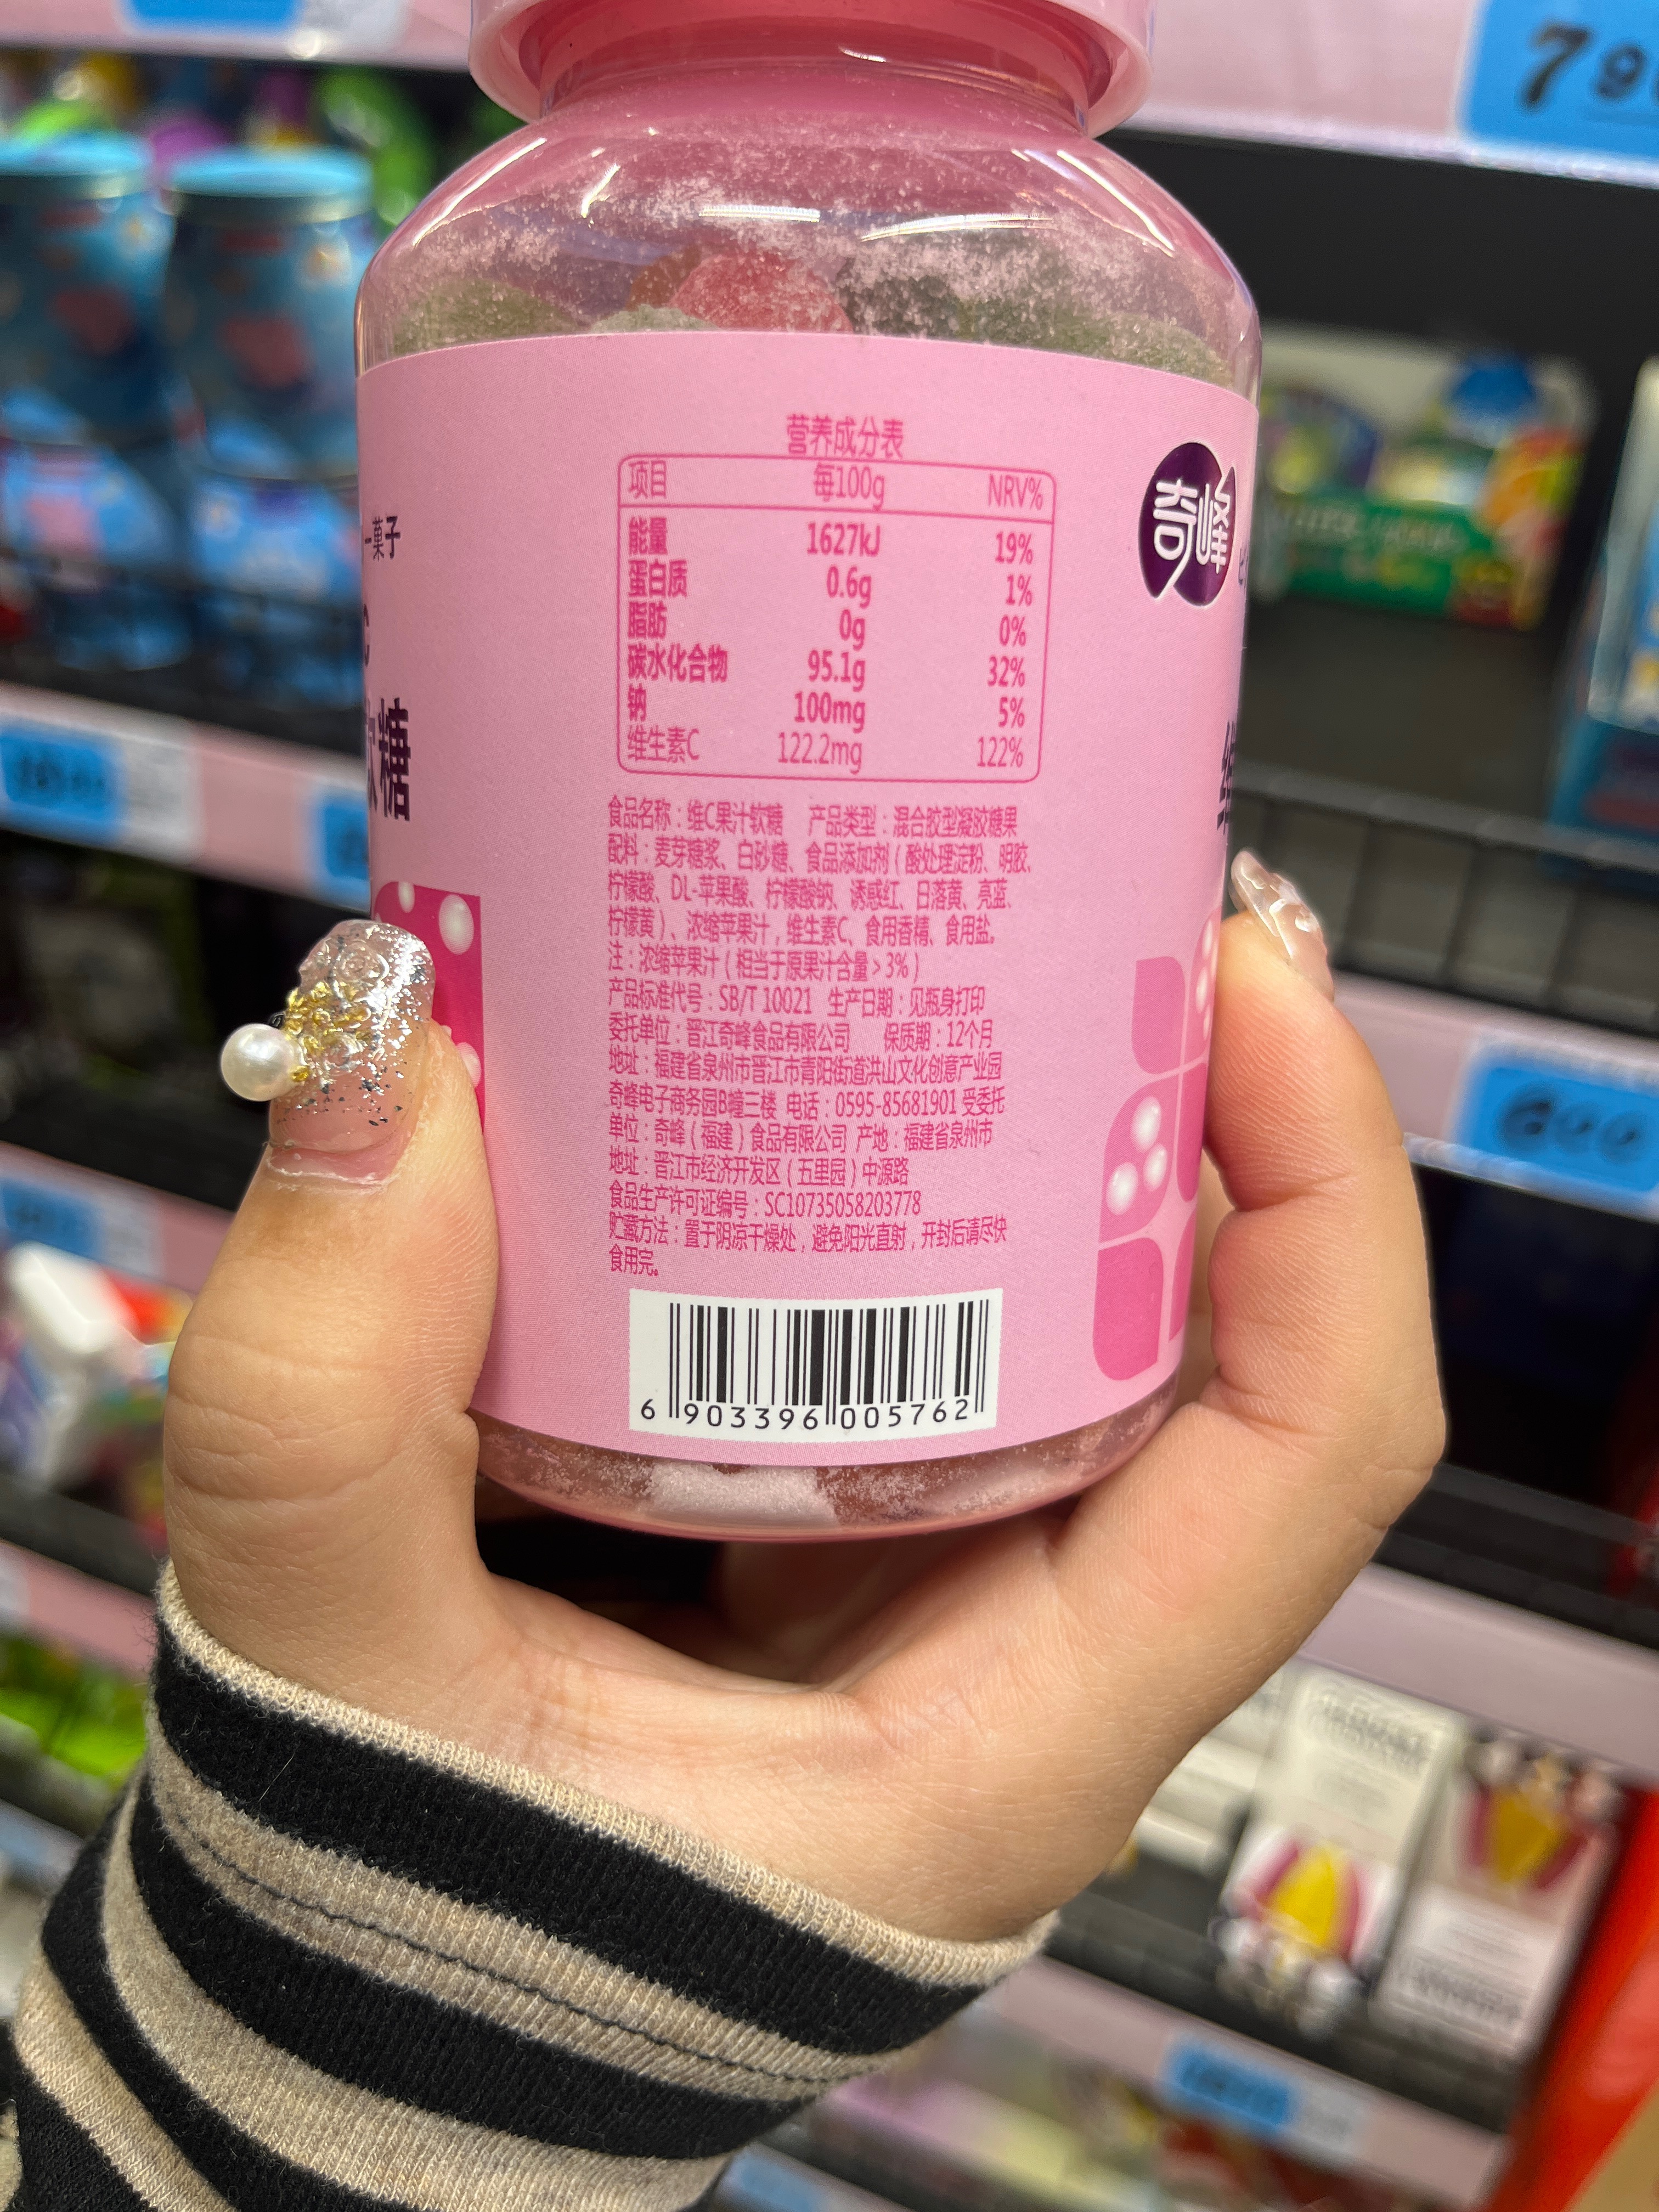 790
营养成分表
项目 每100g NRV%
能量 1627kJ 19%
蛋白质 0.6g 1%
脂肪 0g 0%
碳水化合物 95.1g 32%
钠 100mg 5%
维生素C 122.2mg 122%
奇峰
菓子
糖
食品名称：维C果汁软糖 产品类型：混合胶型凝胶糖果
配料：麦芽糖浆、白砂糖、食品添加剂（酸处理淀粉、明胶、
柠檬酸、DL-苹果酸、柠檬酸钠、诱惑红、日落黄、亮蓝、
柠檬黄）、浓缩苹果汁，维生素C、食用香精、食用盐。
注：浓缩苹果汁（相当于原果汁含量>3%）
产品标准代号：SB/T 10021 生产日期：见瓶身打印
委托单位：晋江奇峰食品有限公司 保质期：12个月
地址：福建省泉州市晋江市青阳街道洪山文化创意产业园
奇峰电子商务园B幢三楼 电话：0595-85681901 受委托
单位：奇峰（福建）食品有限公司 产地：福建省泉州市
地址：晋江市经济开发区（五里园）中源路
食品生产许可证编号：SC10735058203778
贮藏方法：置于阴凉干燥处，避免阳光直射，开封后请尽快
食用完。
6 903396 005762
600